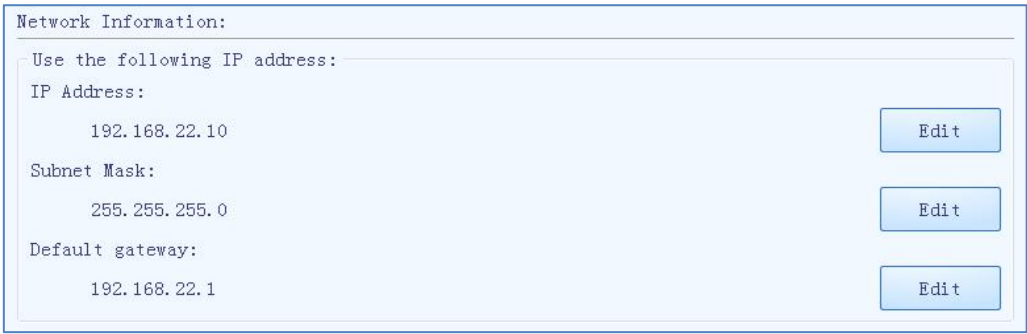 Network Information:
Use the following IP address:
IP Address:
192.168.22.10
Edit
Subnet Mask:
255.255.255.0
Edit
Default gateway:
192.168.22.1
Edit